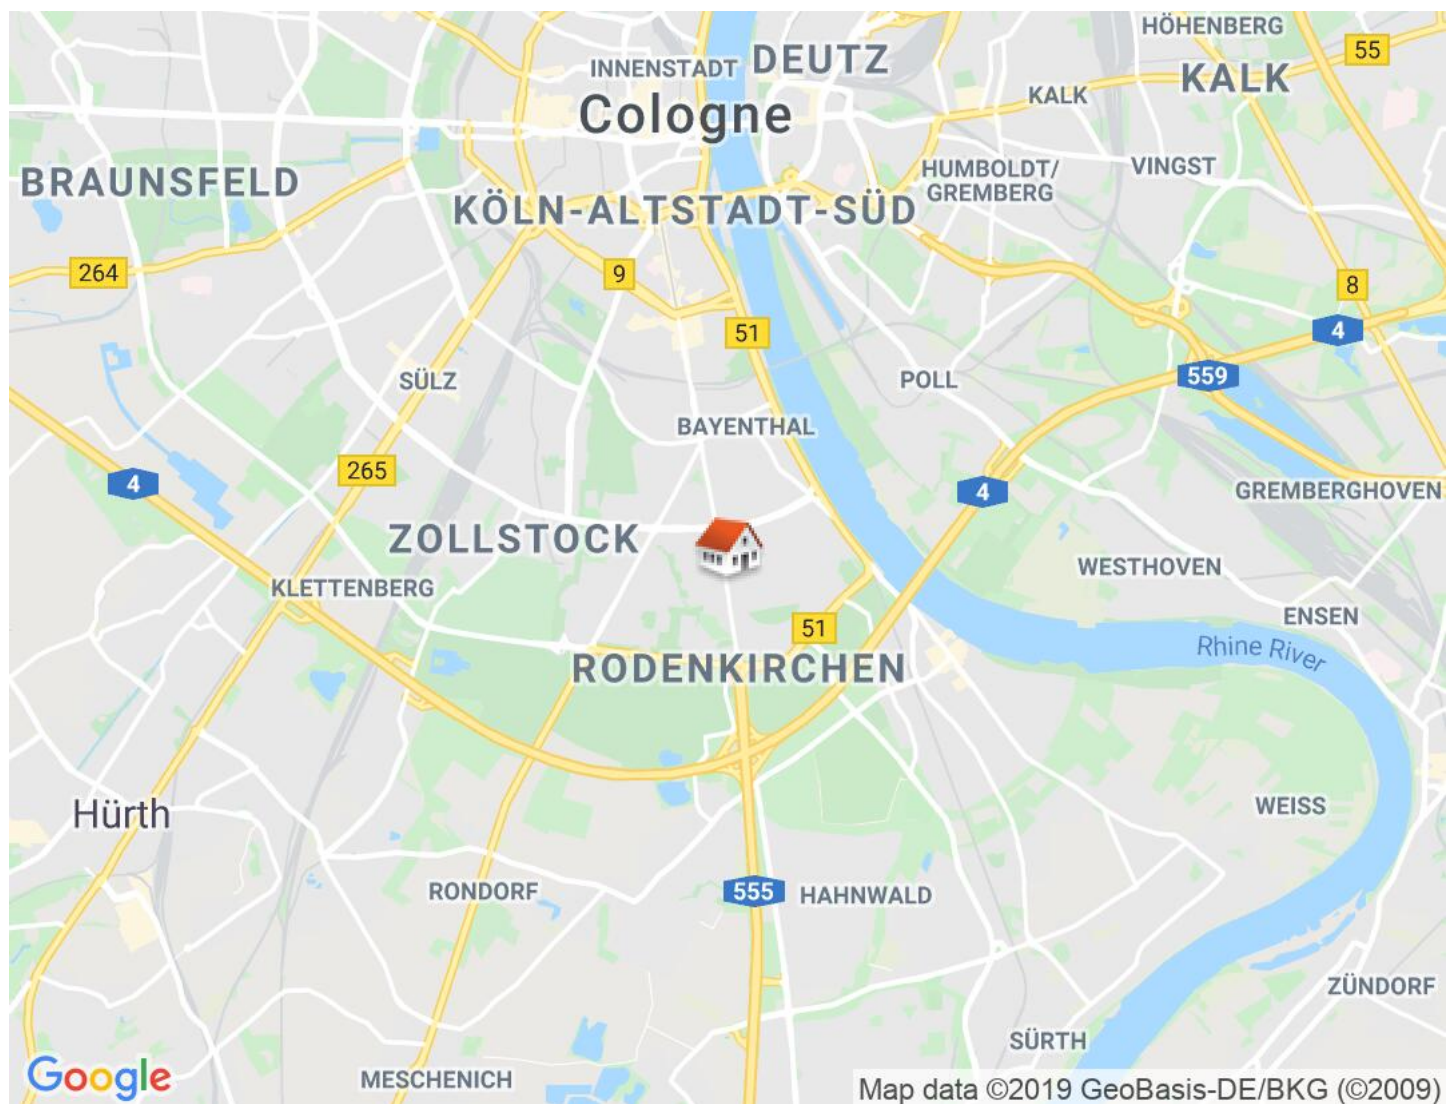 HÖHENBERG
55
INNENSTADT
DEUTZ
KALK
KALK
Cologne
BRAUNSFELD
HUMBOLDT/
GREMBERG
VINGST
KÖLN-ALTSTADT-SÜD
264
9
8
51
4
SÜLZ
POLL
559
BAYENTHAL
265
4
4
GREMBERGHOVEN
ZOLLSTOCK
WESTHOVEN
KLETTENBERG
ENSEN
51
Rhine River
RODENKIRCHEN
Hürth
WEISS
RONDORF
555
HAHNWALD
ZÜNDORF
SÜRTH
Google
MESCHENICH
Map data ©2019 GeoBasis-DE/BKG (©2009)